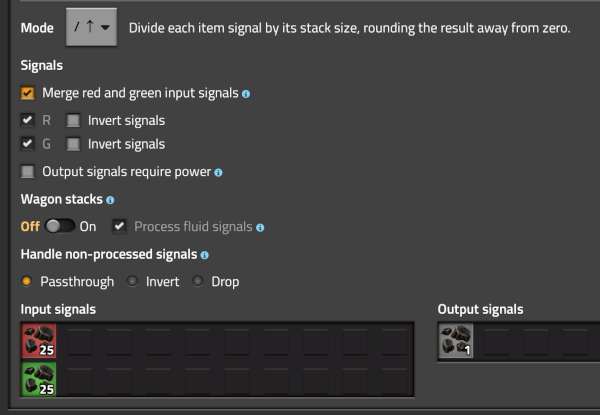 Mode / ↑ Divide each item signal by its stack size, rounding the result away from zero.
Signals
Merge red and green input signals
R Invert signals
G Invert signals
Output signals require power
Wagon stacks
Off On Process fluid signals
Handle non-processed signals
Passthrough Invert Drop
Input signals Output signals
25 1
25